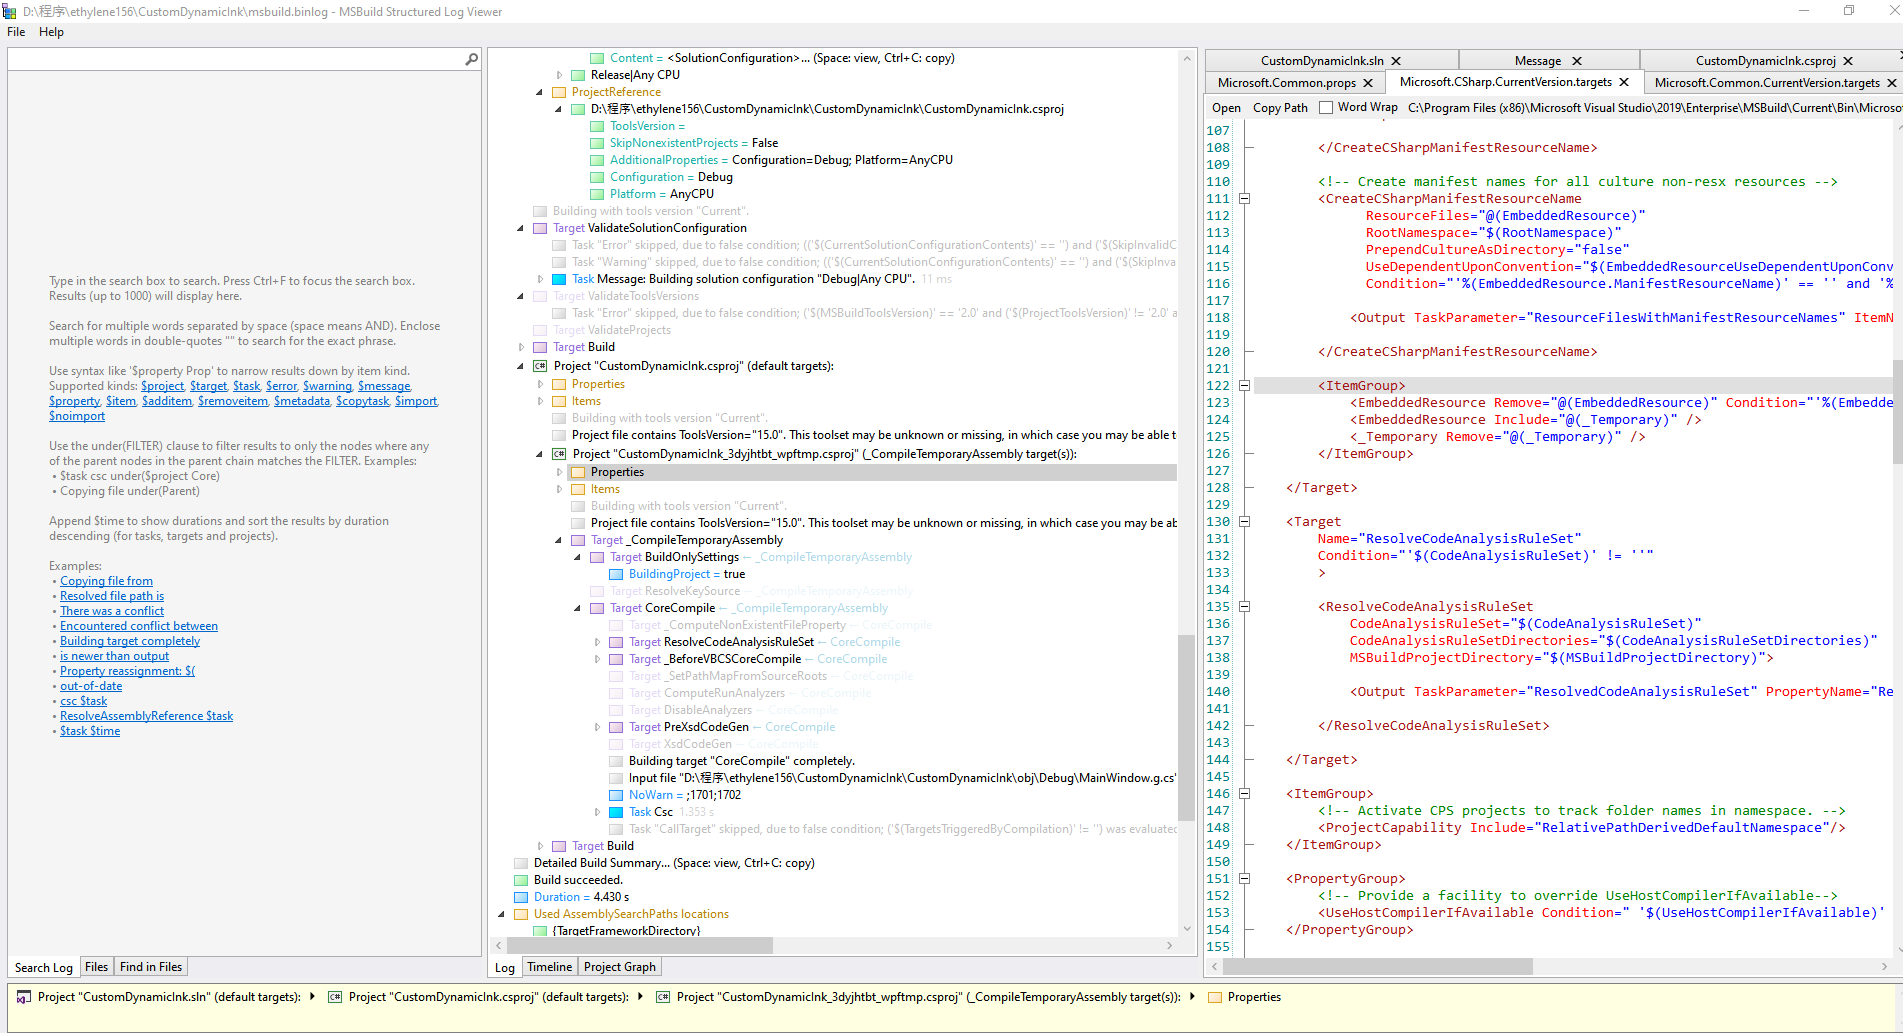 D:\程序\ethylene156\CustomDynamicInk\msbuild.binlog - MSBuild Structured Log Viewer
File Help
Type in the search box to search. Press Ctrl+F to focus the search box.
Results (up to 1000) will display here.
Search for multiple words separated by space (space means AND). Enclose
multiple words in double-quotes "" to search for the exact phrase.
Use syntax like '$property Prop' to narrow results down by item kind.
Supported kinds: $project, $target, $task, $error, $warning, $message,
$property, $item, $additem, $removeitem, $metadata, $copytask, $import,
$noimport
Use the under(FILTER) clause to filter results to only the nodes where any
of the parent nodes in the parent chain matches the FILTER. Examples:
• $task csc under($project Core)
• Copying file under(Parent)
Append $time to show durations and sort the results by duration
descending (for tasks, targets and projects).
Examples:
• Copying file from
• Resolved file path is
• There was a conflict
• Encountered conflict between
• Building target completely
• is newer than output
• Property reassignment: $(
• out-of-date
• csc $task
• ResolveAssemblyReference $task
• $task $time
Search Log Files Find in Files
Content = <SolutionConfiguration>... (Space: view, Ctrl+C: copy)
Release|Any CPU
ProjectReference
D:\程序\ethylene156\CustomDynamicInk\CustomDynamicInk\CustomDynamicInk.csproj
ToolsVersion =
SkipNonexistentProjects = False
AdditionalProperties = Configuration=Debug; Platform=AnyCPU
Configuration = Debug
Platform = AnyCPU
Building with tools version "Current".
Target ValidateSolutionConfiguration
Task "Error" skipped, due to false condition; (('$(CurrentSolutionConfigurationContents)' == '') and ('$(SkipInvalidC
Task "Warning" skipped, due to false condition; (('$(CurrentSolutionConfigurationContents)' == '') and ('$(SkipInva
Task Message: Building solution configuration "Debug|Any CPU". 11 ms
Target ValidateToolsVersions
Task "Error" skipped, due to false condition; ('$(MSBuildToolsVersion)' == '2.0' and ('$(ProjectToolsVersion)' != '2.0' a
Target ValidateProjects
Target Build
C# Project "CustomDynamicInk.csproj" (default targets):
Properties
Items
Building with tools version "Current".
Project file contains ToolsVersion="15.0". This toolset may be unknown or missing, in which case you may be able t
C# Project "CustomDynamicInk_3dyjhtbt_wpftmp.csproj" (_CompileTemporaryAssembly target(s)):
Properties
Items
Building with tools version "Current".
Project file contains ToolsVersion="15.0". This toolset may be unknown or missing, in which case you may be ab
Target _CompileTemporaryAssembly
Target BuildOnlySettings ← _CompileTemporaryAssembly
BuildingProject = true
Target ResolveKeySource ← _CompileTemporaryAssembly
Target CoreCompile ← _CompileTemporaryAssembly
Target _ComputeNonExistentFileProperty ← CoreCompile
Target ResolveCodeAnalysisRuleSet ← CoreCompile
Target _BeforeVBCSCoreCompile ← CoreCompile
Target _SetPathMapFromSourceRoots ← CoreCompile
Target ComputeRunAnalyzers ← CoreCompile
Target DisableAnalyzers ← CoreCompile
Target PreXsdCodeGen ← CoreCompile
Target XsdCodeGen ← CoreCompile
Building target "CoreCompile" completely.
Input file "D:\程序\ethylene156\CustomDynamicInk\CustomDynamicInk\obj\Debug\MainWindow.g.cs"
NoWarn = ;1701;1702
Task Csc 1.353 s
Task "CallTarget" skipped, due to false condition; ('$(TargetsTriggeredByCompilation)' != '') was evaluated
Target Build
Detailed Build Summary... (Space: view, Ctrl+C: copy)
Build succeeded.
Duration = 4.430 s
Used AssemblySearchPaths locations
{TargetFrameworkDirectory}
Log Timeline Project Graph
CustomDynamicInk.sln Message CustomDynamicInk.csproj
Microsoft.Common.props Microsoft.CSharp.CurrentVersion.targets Microsoft.Common.CurrentVersion.targets
Open Copy Path Word Wrap C:\Program Files (x86)\Microsoft Visual Studio\2019\Enterprise\MSBuild\Current\Bin\Microso
107
108 </CreateCSharpManifestResourceName>
109
110 <!-- Create manifest names for all culture non-resx resources -->
111 <CreateCSharpManifestResourceName
112 ResourceFiles="@(EmbeddedResource)"
113 RootNamespace="$(RootNamespace)"
114 PrependCultureAsDirectory="false"
115 UseDependentUponConvention="$(EmbeddedResourceUseDependentUponConv
116 Condition="'%(EmbeddedResource.ManifestResourceName)' == '' and '%
117
118 <Output TaskParameter="ResourceFilesWithManifestResourceNames" ItemN
119
120 </CreateCSharpManifestResourceName>
121
122 <ItemGroup>
123 <EmbeddedResource Remove="@(EmbeddedResource)" Condition="'%(Embedde
124 <EmbeddedResource Include="@(_Temporary)" />
125 <_Temporary Remove="@(_Temporary)" />
126 </ItemGroup>
127
128 </Target>
129
130 <Target
131 Name="ResolveCodeAnalysisRuleSet"
132 Condition="'$(CodeAnalysisRuleSet)' != ''"
133 >
134
135 <ResolveCodeAnalysisRuleSet
136 CodeAnalysisRuleSet="$(CodeAnalysisRuleSet)"
137 CodeAnalysisRuleSetDirectories="$(CodeAnalysisRuleSetDirectories)"
138 MSBuildProjectDirectory="$(MSBuildProjectDirectory)">
139
140 <Output TaskParameter="ResolvedCodeAnalysisRuleSet" PropertyName="Re
141
142 </ResolveCodeAnalysisRuleSet>
143
144 </Target>
145
146 <ItemGroup>
147 <!-- Activate CPS projects to track folder names in namespace. -->
148 <ProjectCapability Include="RelativePathDerivedDefaultNamespace"/>
149 </ItemGroup>
150
151 <PropertyGroup>
152 <!-- Provide a facility to override UseHostCompilerIfAvailable-->
153 <UseHostCompilerIfAvailable Condition=" '$(UseHostCompilerIfAvailable)'
154 </PropertyGroup>
155
Project "CustomDynamicInk.sln" (default targets): C# Project "CustomDynamicInk.csproj" (default targets): C# Project "CustomDynamicInk_3dyjhtbt_wpftmp.csproj" (_CompileTemporaryAssembly target(s)): Properties